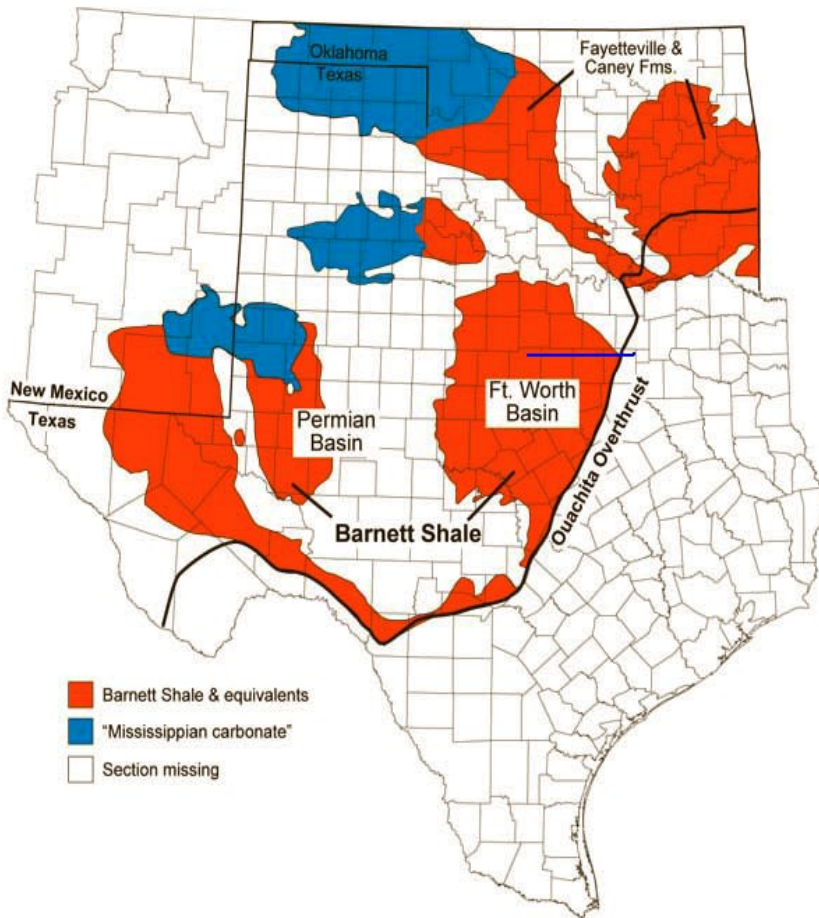 Oklahoma
Texas
Fayetteville &
Caney Fms.
New Mexico
Texas
Permian
Basin
Ft. Worth
Basin
Barnett Shale
Ouachita Overthrust
Barnett Shale & equivalents
"Mississippian carbonate"
Section missing